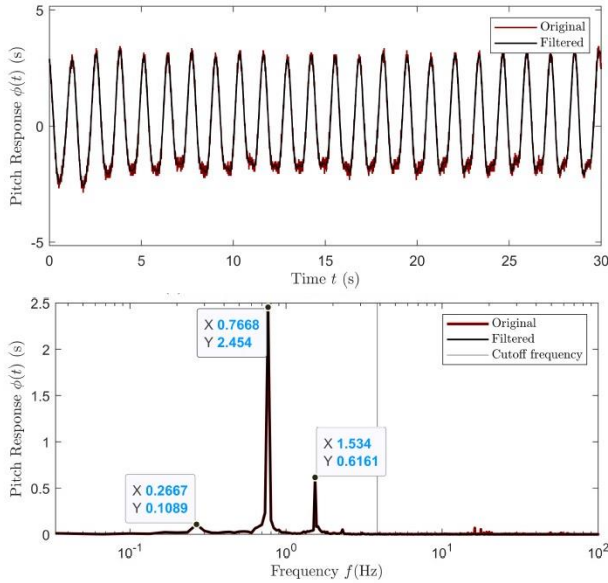 5
0
-5
Pitch Response ϕ(t) (s)
Original
Filtered
0 5 10 15 20 25 30
Time t (s)
2.5
2
1.5
1
0.5
0
Pitch Response ϕ(t) (s)
X 0.7668
Y 2.454
Original
Filtered
Cutoff frequency
X 1.534
Y 0.6161
X 0.2667
Y 0.1089
10⁻¹ 10⁰ 10¹ 10²
Frequency f(Hz)